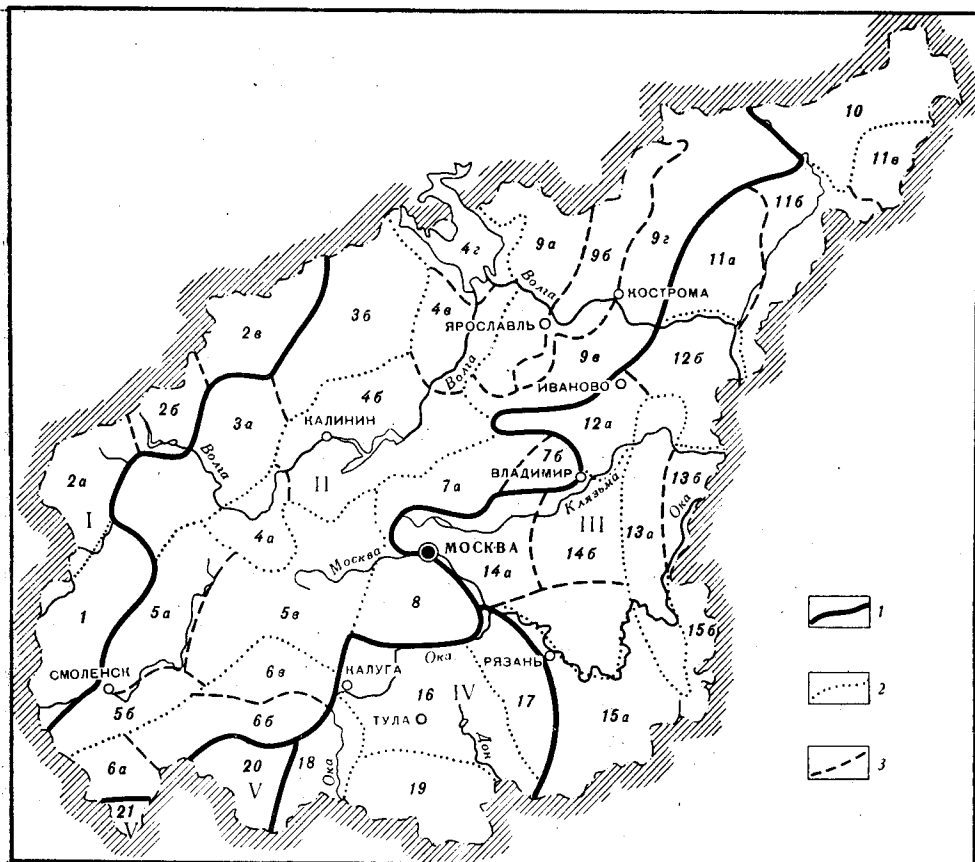 10
11в
11б
9г
9а
9б
4г
11а
Волга
КОСТРОМА
2в
3б
4в
ЯРОСЛАВЛЬ
9в
12б
Волга
ИВАНОВО
2б
3а
4б
КАЛИНИН
12а
Волга
7б
ВЛАДИМИР
2а
II
7а
Клязьма
13б
Ока
I
4а
III
13а
Москва
МОСКВА
14а
14б
1
5а
5в
8
1
15б
СМОЛЕНСК
6в
КАЛУГА
Ока
РЯЗАНЬ
2
5б
6б
16
IV
17
15а
ТУЛА
Дон
3
6а
20
18
Ока
V
19
21
V